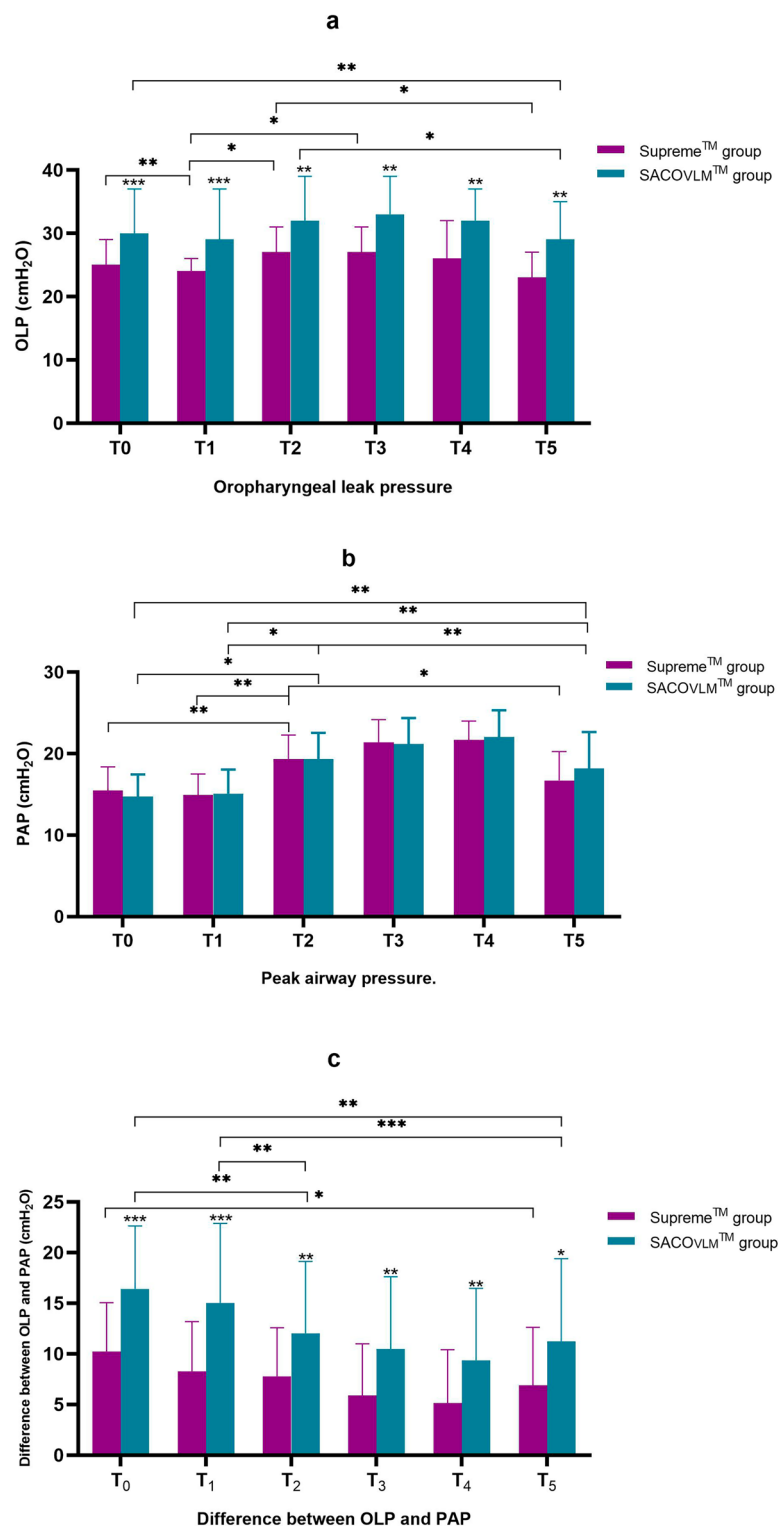 a
**
*
*
*
**
*
Supreme™ group
SACOVLM™ group
40
30
20
10
0
OLP (cmH₂O)
***
***
**
**
**
**
T0 T1 T2 T3 T4 T5
Oropharyngeal leak pressure
b
**
**
*
**
*
**
*
**
Supreme™ group
SACOVLM™ group
30
20
10
0
PAP (cmH₂O)
T0 T1 T2 T3 T4 T5
Peak airway pressure.
c
**
***
**
**
*
Supreme™ group
SACOVLM™ group
25
20
15
10
5
0
Difference between OLP and PAP (cmH₂O)
***
***
**
**
**
*
T₀ T₁ T₂ T₃ T₄ T₅
Difference between OLP and PAP